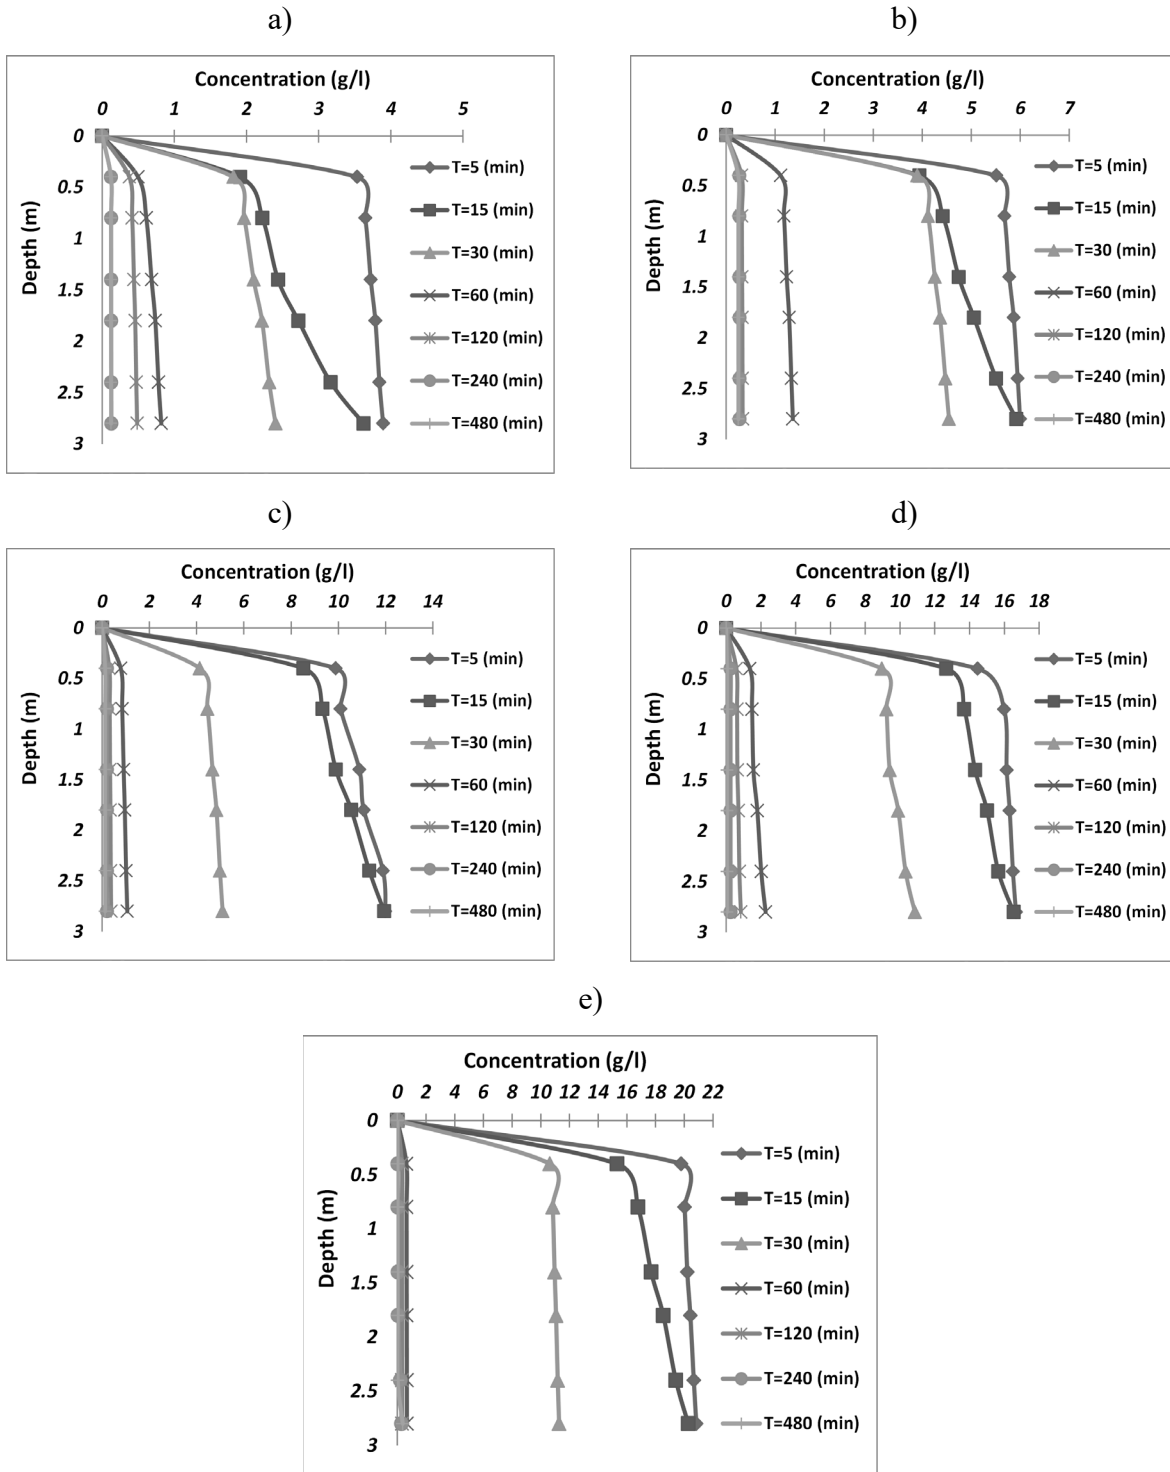 a)
Concentration (g/l)
0 1 2 3 4 5
0
0.5
1
1.5
2
2.5
3
Depth (m)
T=5 (min)
T=15 (min)
T=30 (min)
T=60 (min)
T=120 (min)
T=240 (min)
T=480 (min)
b)
Concentration (g/l)
0 1 2 3 4 5 6 7
0
0.5
1
1.5
2
2.5
3
Depth (m)
T=5 (min)
T=15 (min)
T=30 (min)
T=60 (min)
T=120 (min)
T=240 (min)
T=480 (min)
c)
Concentration (g/l)
0 2 4 6 8 10 12 14
0
0.5
1
1.5
2
2.5
3
Depth (m)
T=5 (min)
T=15 (min)
T=30 (min)
T=60 (min)
T=120 (min)
T=240 (min)
T=480 (min)
d)
Concentration (g/l)
0 2 4 6 8 10 12 14 16 18
0
0.5
1
1.5
2
2.5
3
Depth (m)
T=5 (min)
T=15 (min)
T=30 (min)
T=60 (min)
T=120 (min)
T=240 (min)
T=480 (min)
e)
Concentration (g/l)
0 2 4 6 8 10 12 14 16 18 20 22
0
0.5
1
1.5
2
2.5
3
Depth (m)
T=5 (min)
T=15 (min)
T=30 (min)
T=60 (min)
T=120 (min)
T=240 (min)
T=480 (min)